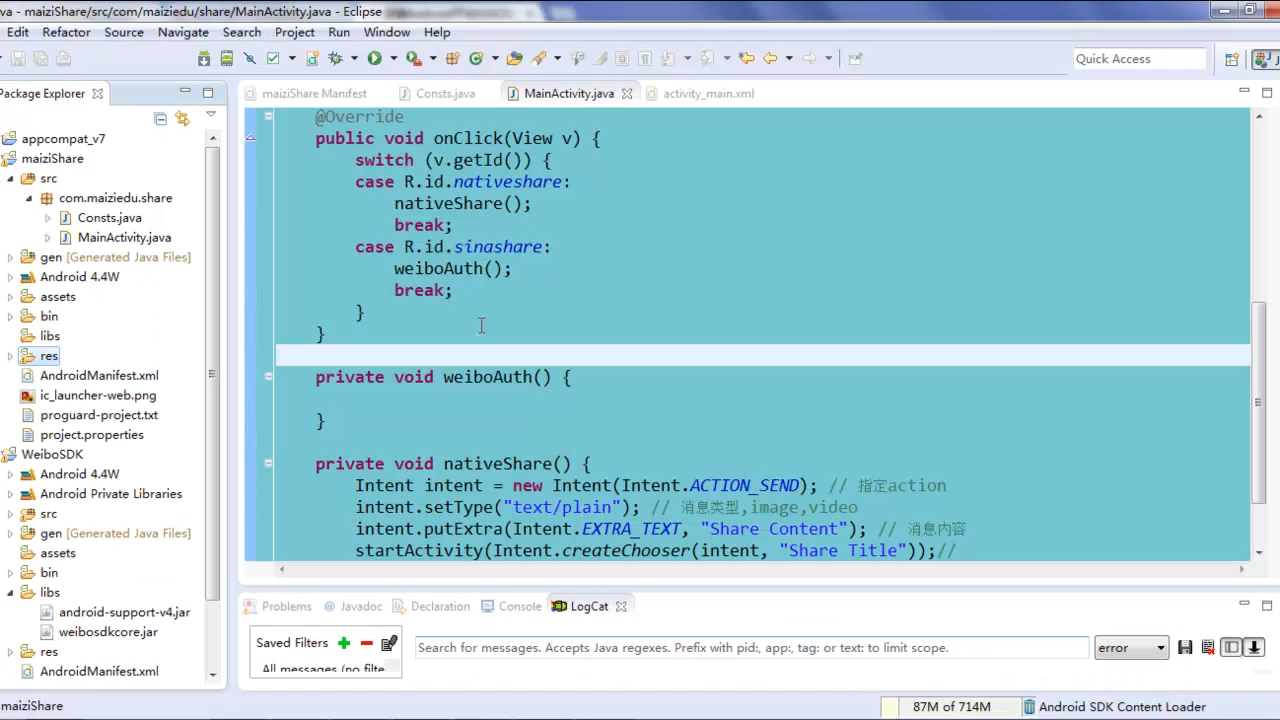 va - maiziShare/src/com/maiziedu/share/MainActivity.java - Eclipse
Edit Refactor Source Navigate Search Project Run Window Help
Quick Access
Package Explorer
maiziShare Manifest
Consts.java
MainActivity.java
activity_main.xml
appcompat_v7
maiziShare
src
com.maiziedu.share
Consts.java
MainActivity.java
gen [Generated Java Files]
Android 4.4W
assets
bin
libs
res
AndroidManifest.xml
ic_launcher-web.png
proguard-project.txt
project.properties
WeiboSDK
Android 4.4W
Android Private Libraries
src
gen [Generated Java Files]
assets
bin
libs
android-support-v4.jar
weibosdkcore.jar
res
AndroidManifest.xml
@Override
public void onClick(View v) {
switch (v.getId()) {
case R.id.nativeshare:
nativeShare();
break;
case R.id.sinashare:
weiboAuth();
break;
}
}
private void weiboAuth() {
}
private void nativeShare() {
Intent intent = new Intent(Intent.ACTION_SEND); // 指定action
intent.setType("text/plain"); // 消息类型,image,video
intent.putExtra(Intent.EXTRA_TEXT, "Share Content"); // 消息内容
startActivity(Intent.createChooser(intent, "Share Title"));//
Problems
@ Javadoc
Declaration
Console
LogCat
Saved Filters
All messages (no filte
Search for messages. Accepts Java regexes. Prefix with pid:, app:, tag: or text: to limit scope.
error
maiziShare
87M of 714M
Android SDK Content Loader